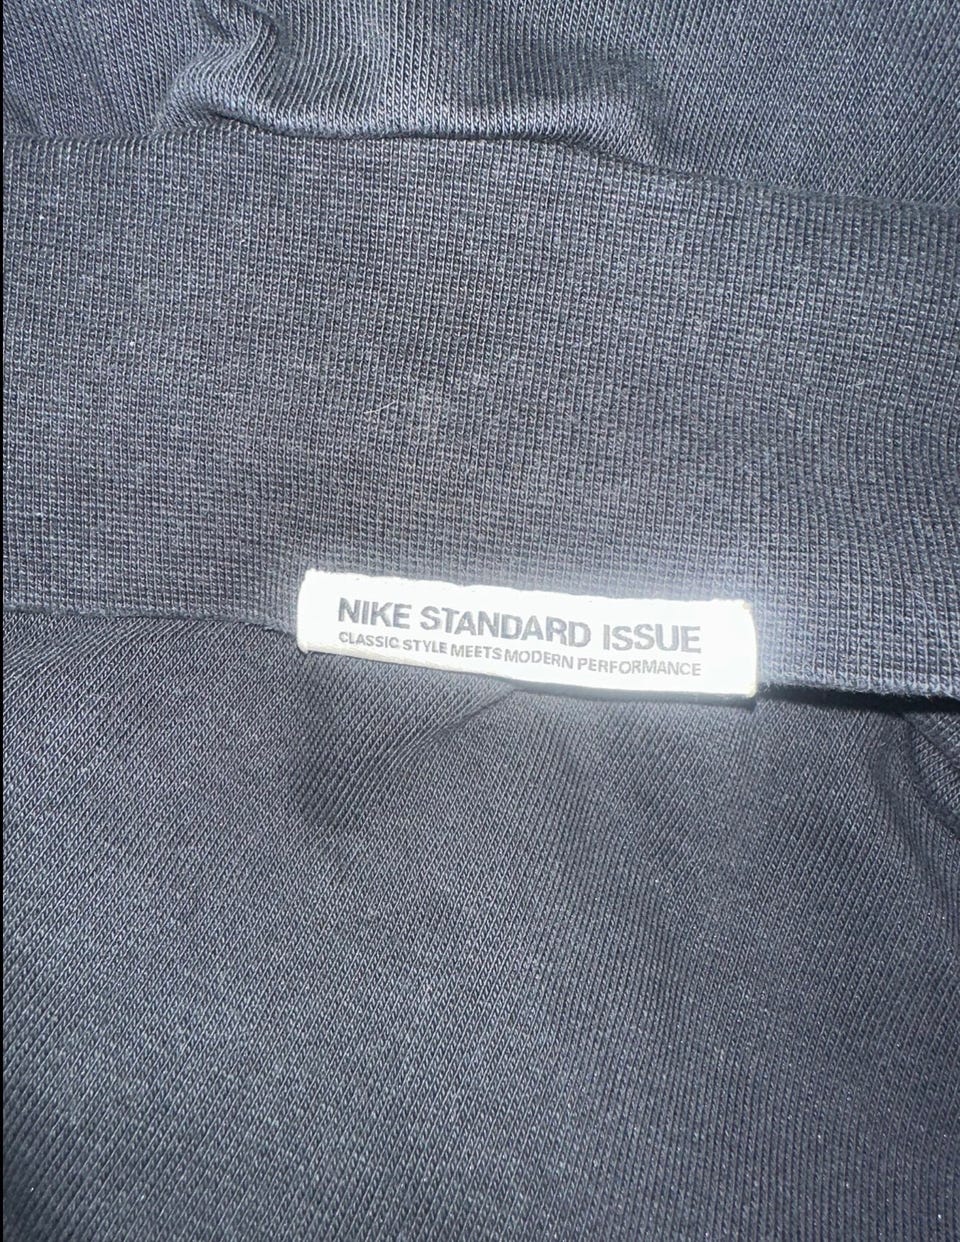 NIKE STANDARD ISSUE
CLASSIC STYLE MEETS MODERN PERFORMANCE